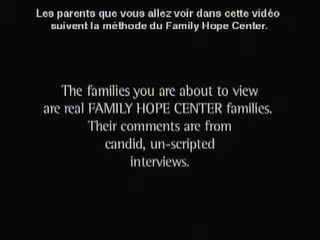 Les parents que vous allez voir dans cette vidéo
suivent la méthode du Family Hope Center.
The families you are about to view
are real FAMILY HOPE CENTER families.
Their comments are from
candid, un-scripted
interviews.